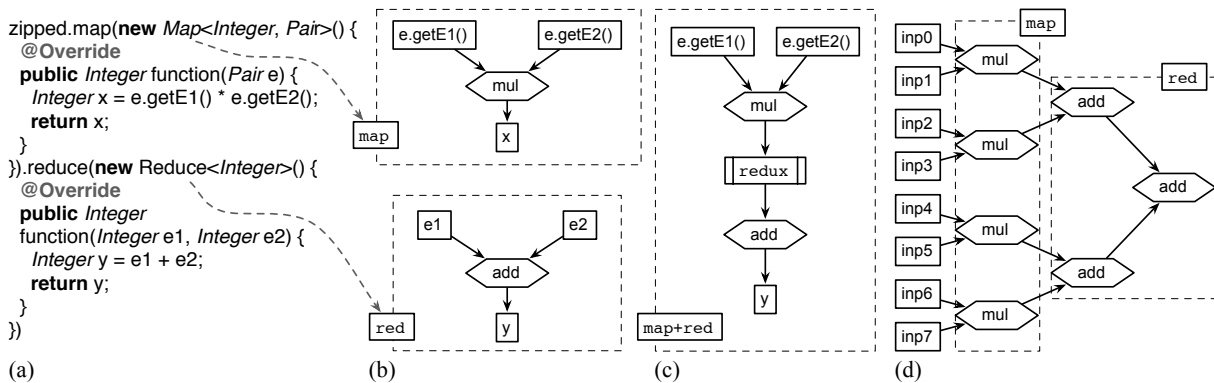 zipped.map(new Map<Integer, Pair>() {
@Override
public Integer function(Pair e) {
Integer x = e.getE1() * e.getE2();
return x;
}
}).reduce(new Reduce<Integer>() {
@Override
public Integer
function(Integer e1, Integer e2) {
Integer y = e1 + e2;
return y;
}
})
(a)
e.getE1()
e.getE2()
mul
map
x
e1
e2
add
red
y
(b)
e.getE1()
e.getE2()
mul
redux
add
y
map+red
(c)
map
inp0
inp1
mul
red
add
inp2
inp3
mul
add
inp4
inp5
mul
add
inp6
inp7
mul
(d)